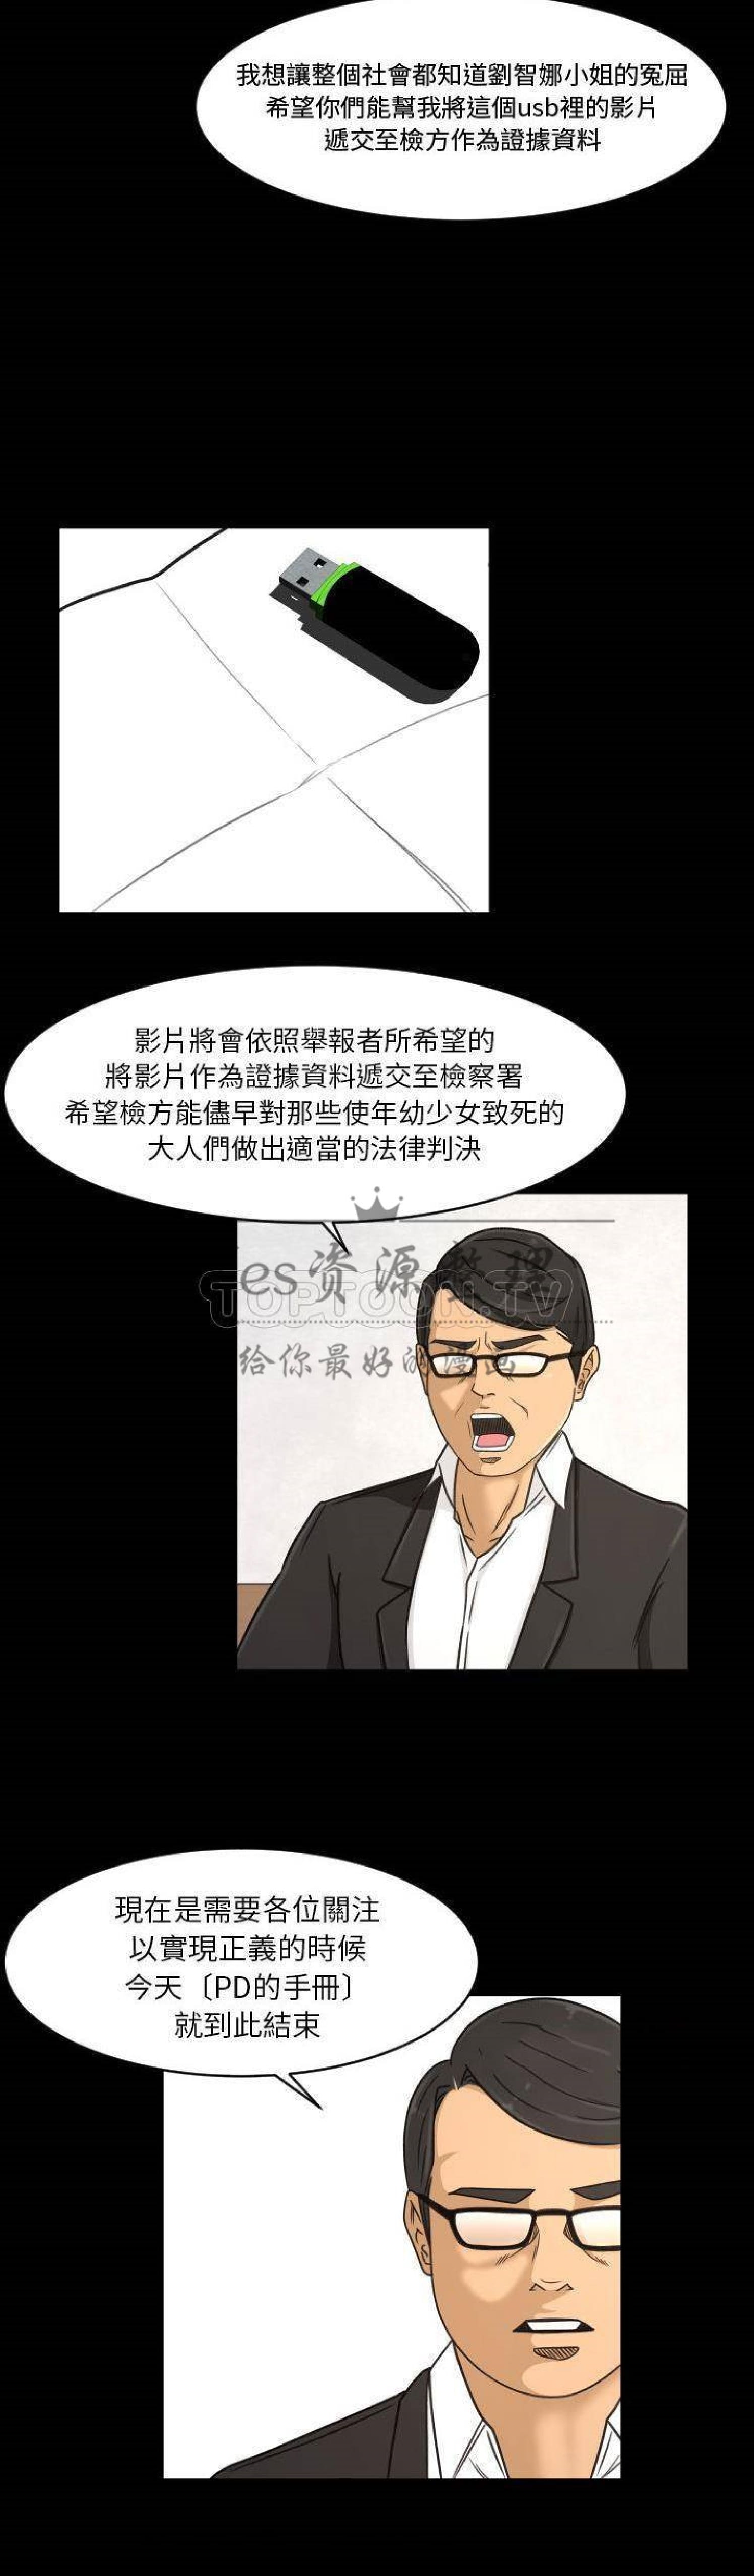 我想讓整個社會都知道劉智娜小姐的冤屈
希望你們能幫我將這個usb裡的影片
遞交至檢方作為證據資料
影片將會依照舉報者所希望的
將影片作為證據資料遞交至檢察署
希望檢方能儘早對那些使年幼少女致死的
大人們做出適當的法律判決
es资源整理
TOPTOON.TV
给你最好的漫画
現在是需要各位關注
以實現正義的時候
今天〔PD的手冊〕
就到此結束